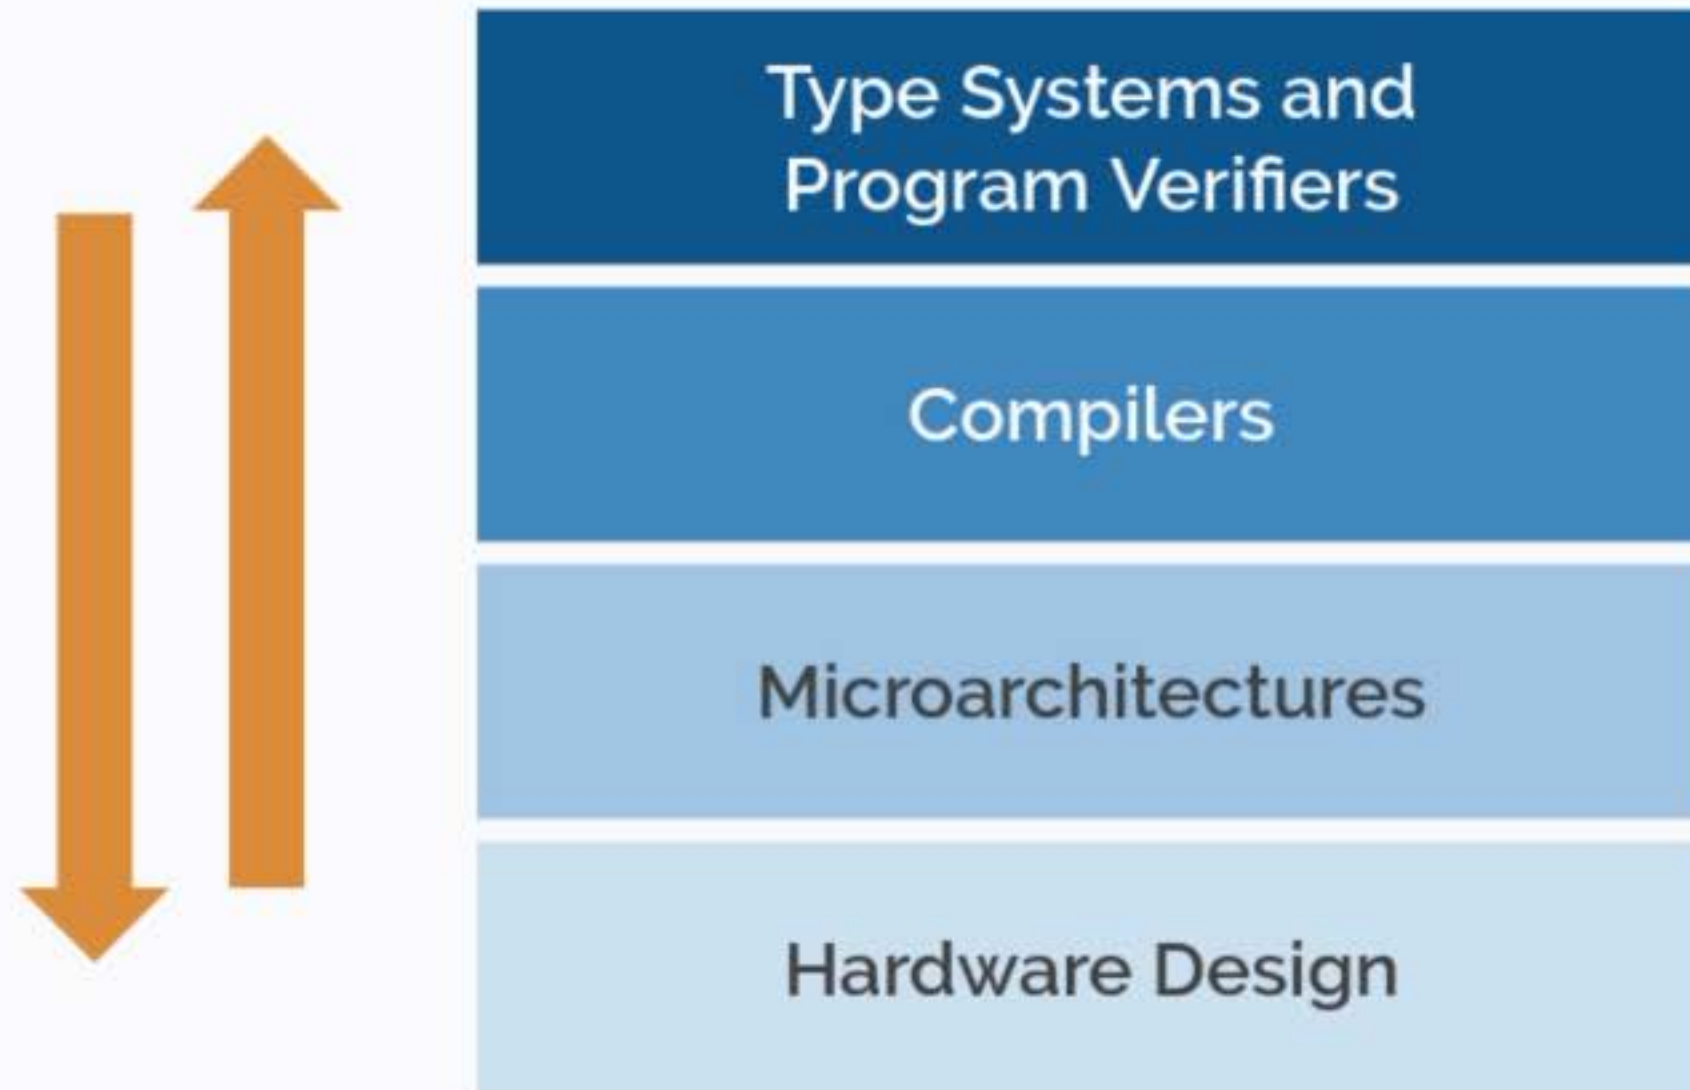 Type Systems and
Program Verifiers
Compilers
Microarchitectures
Hardware Design